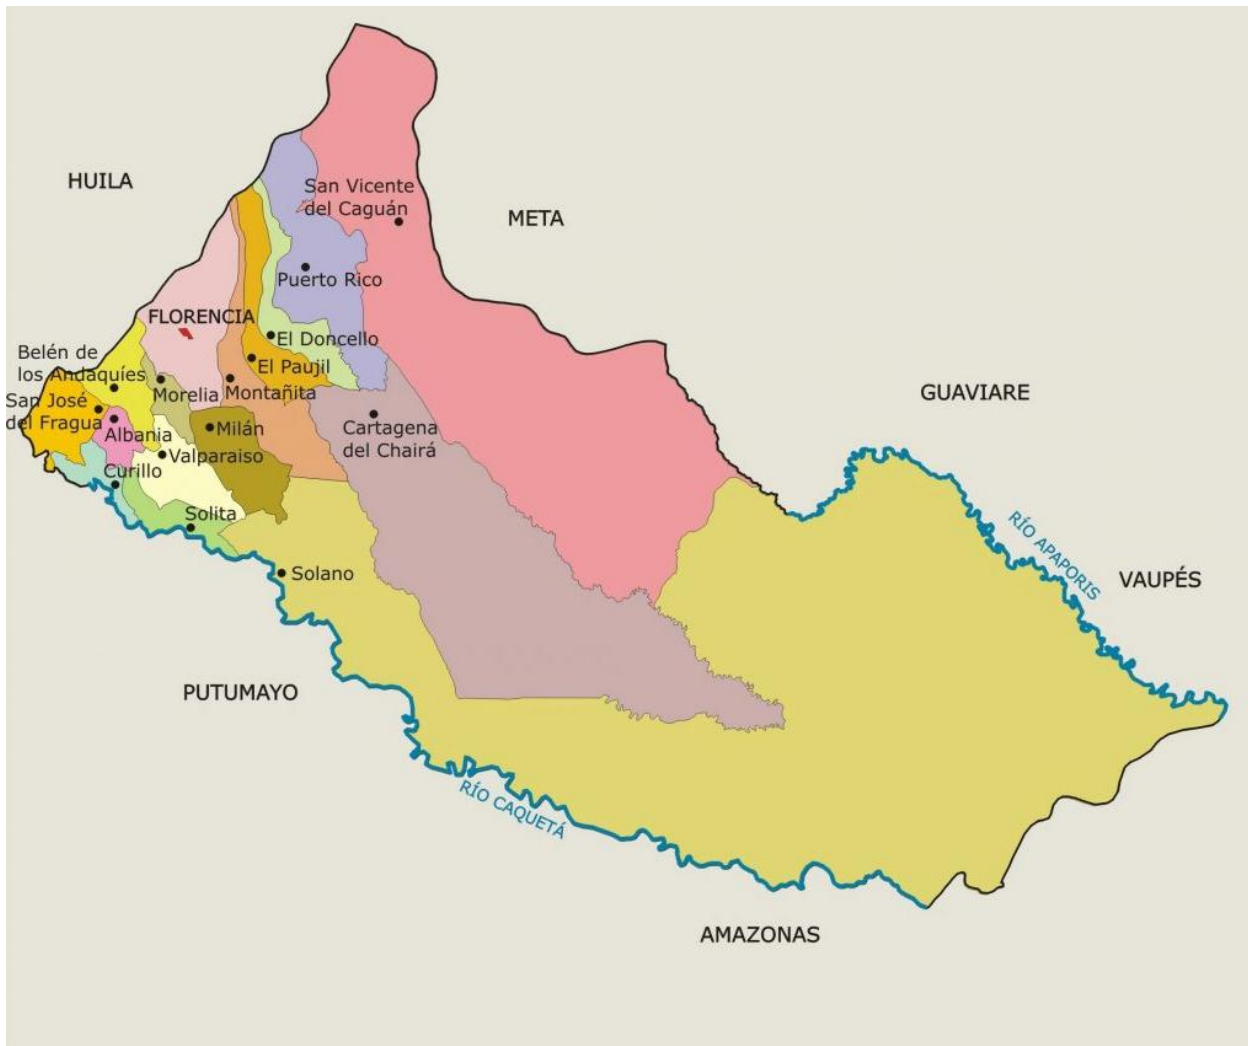 HUILA
San Vicente
del Caguán
META
Puerto Rico
FLORENCIA
El Doncello
Belén de
los Andaquíes
El Paujil
San José
del Fragua
Morelia
Montañita
GUAVIARE
Albania
Milán
Cartagena
del Chairá
Valparaiso
Curillo
Solita
RÍO APAPORIS
Solano
VAUPÉS
PUTUMAYO
RÍO CAQUETÁ
AMAZONAS